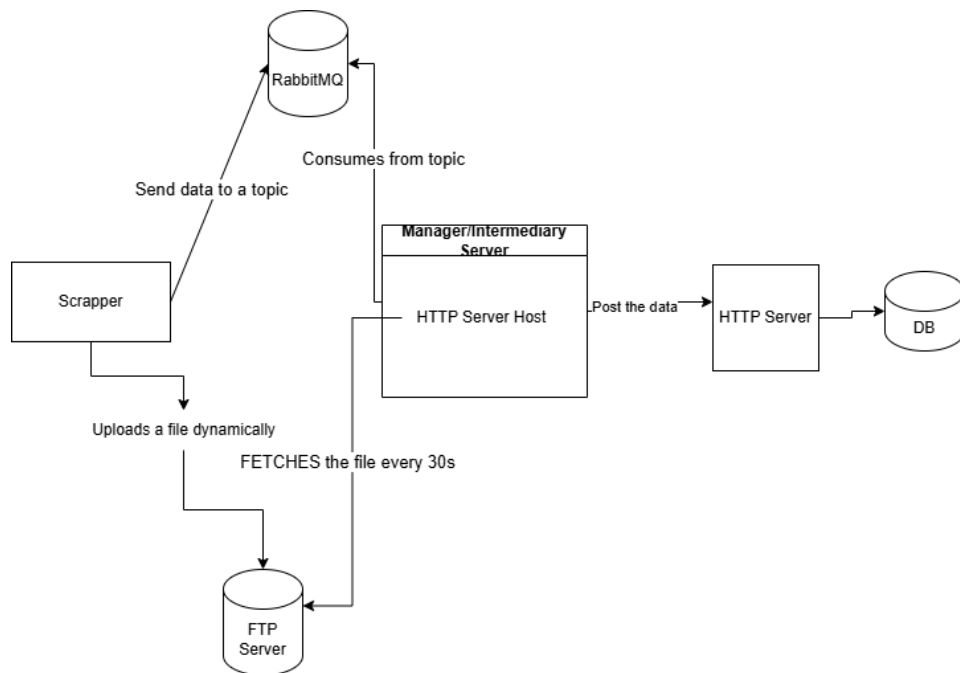 RabbitMQ
Consumes from topic
Send data to a topic
Manager/Intermediary
Server
Scrapper
HTTP Server Host
Post the data
HTTP Server
DB
Uploads a file dynamically
FETCHES the file every 30s
FTP
Server